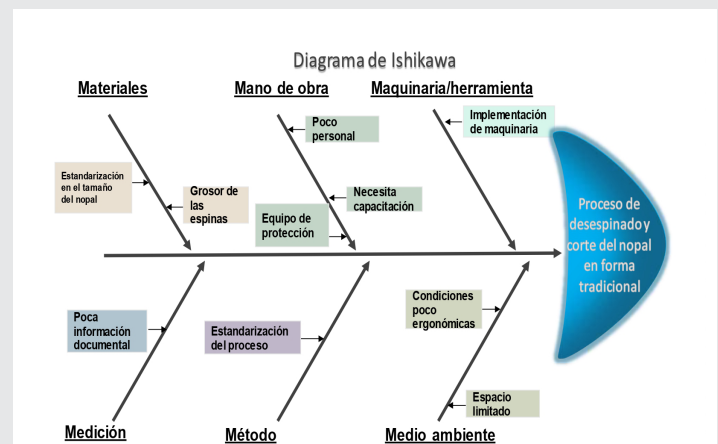 Diagrama de Ishikawa
Materiales
Mano de obra
Maquinaria/herramienta
Estandarización
en el tamaño
del nopal
Grosor de
las
espinas
Poco
personal
Necesita
capacitación
Equipo de
protección
Implementación
de maquinaria
Proceso de
desespinado y
corte del nopal
en forma
tradicional
Poca
información
documental
Estandarización
del proceso
Condiciones
poco
ergonómicas
Espacio
limitado
Medición
Método
Medio ambiente